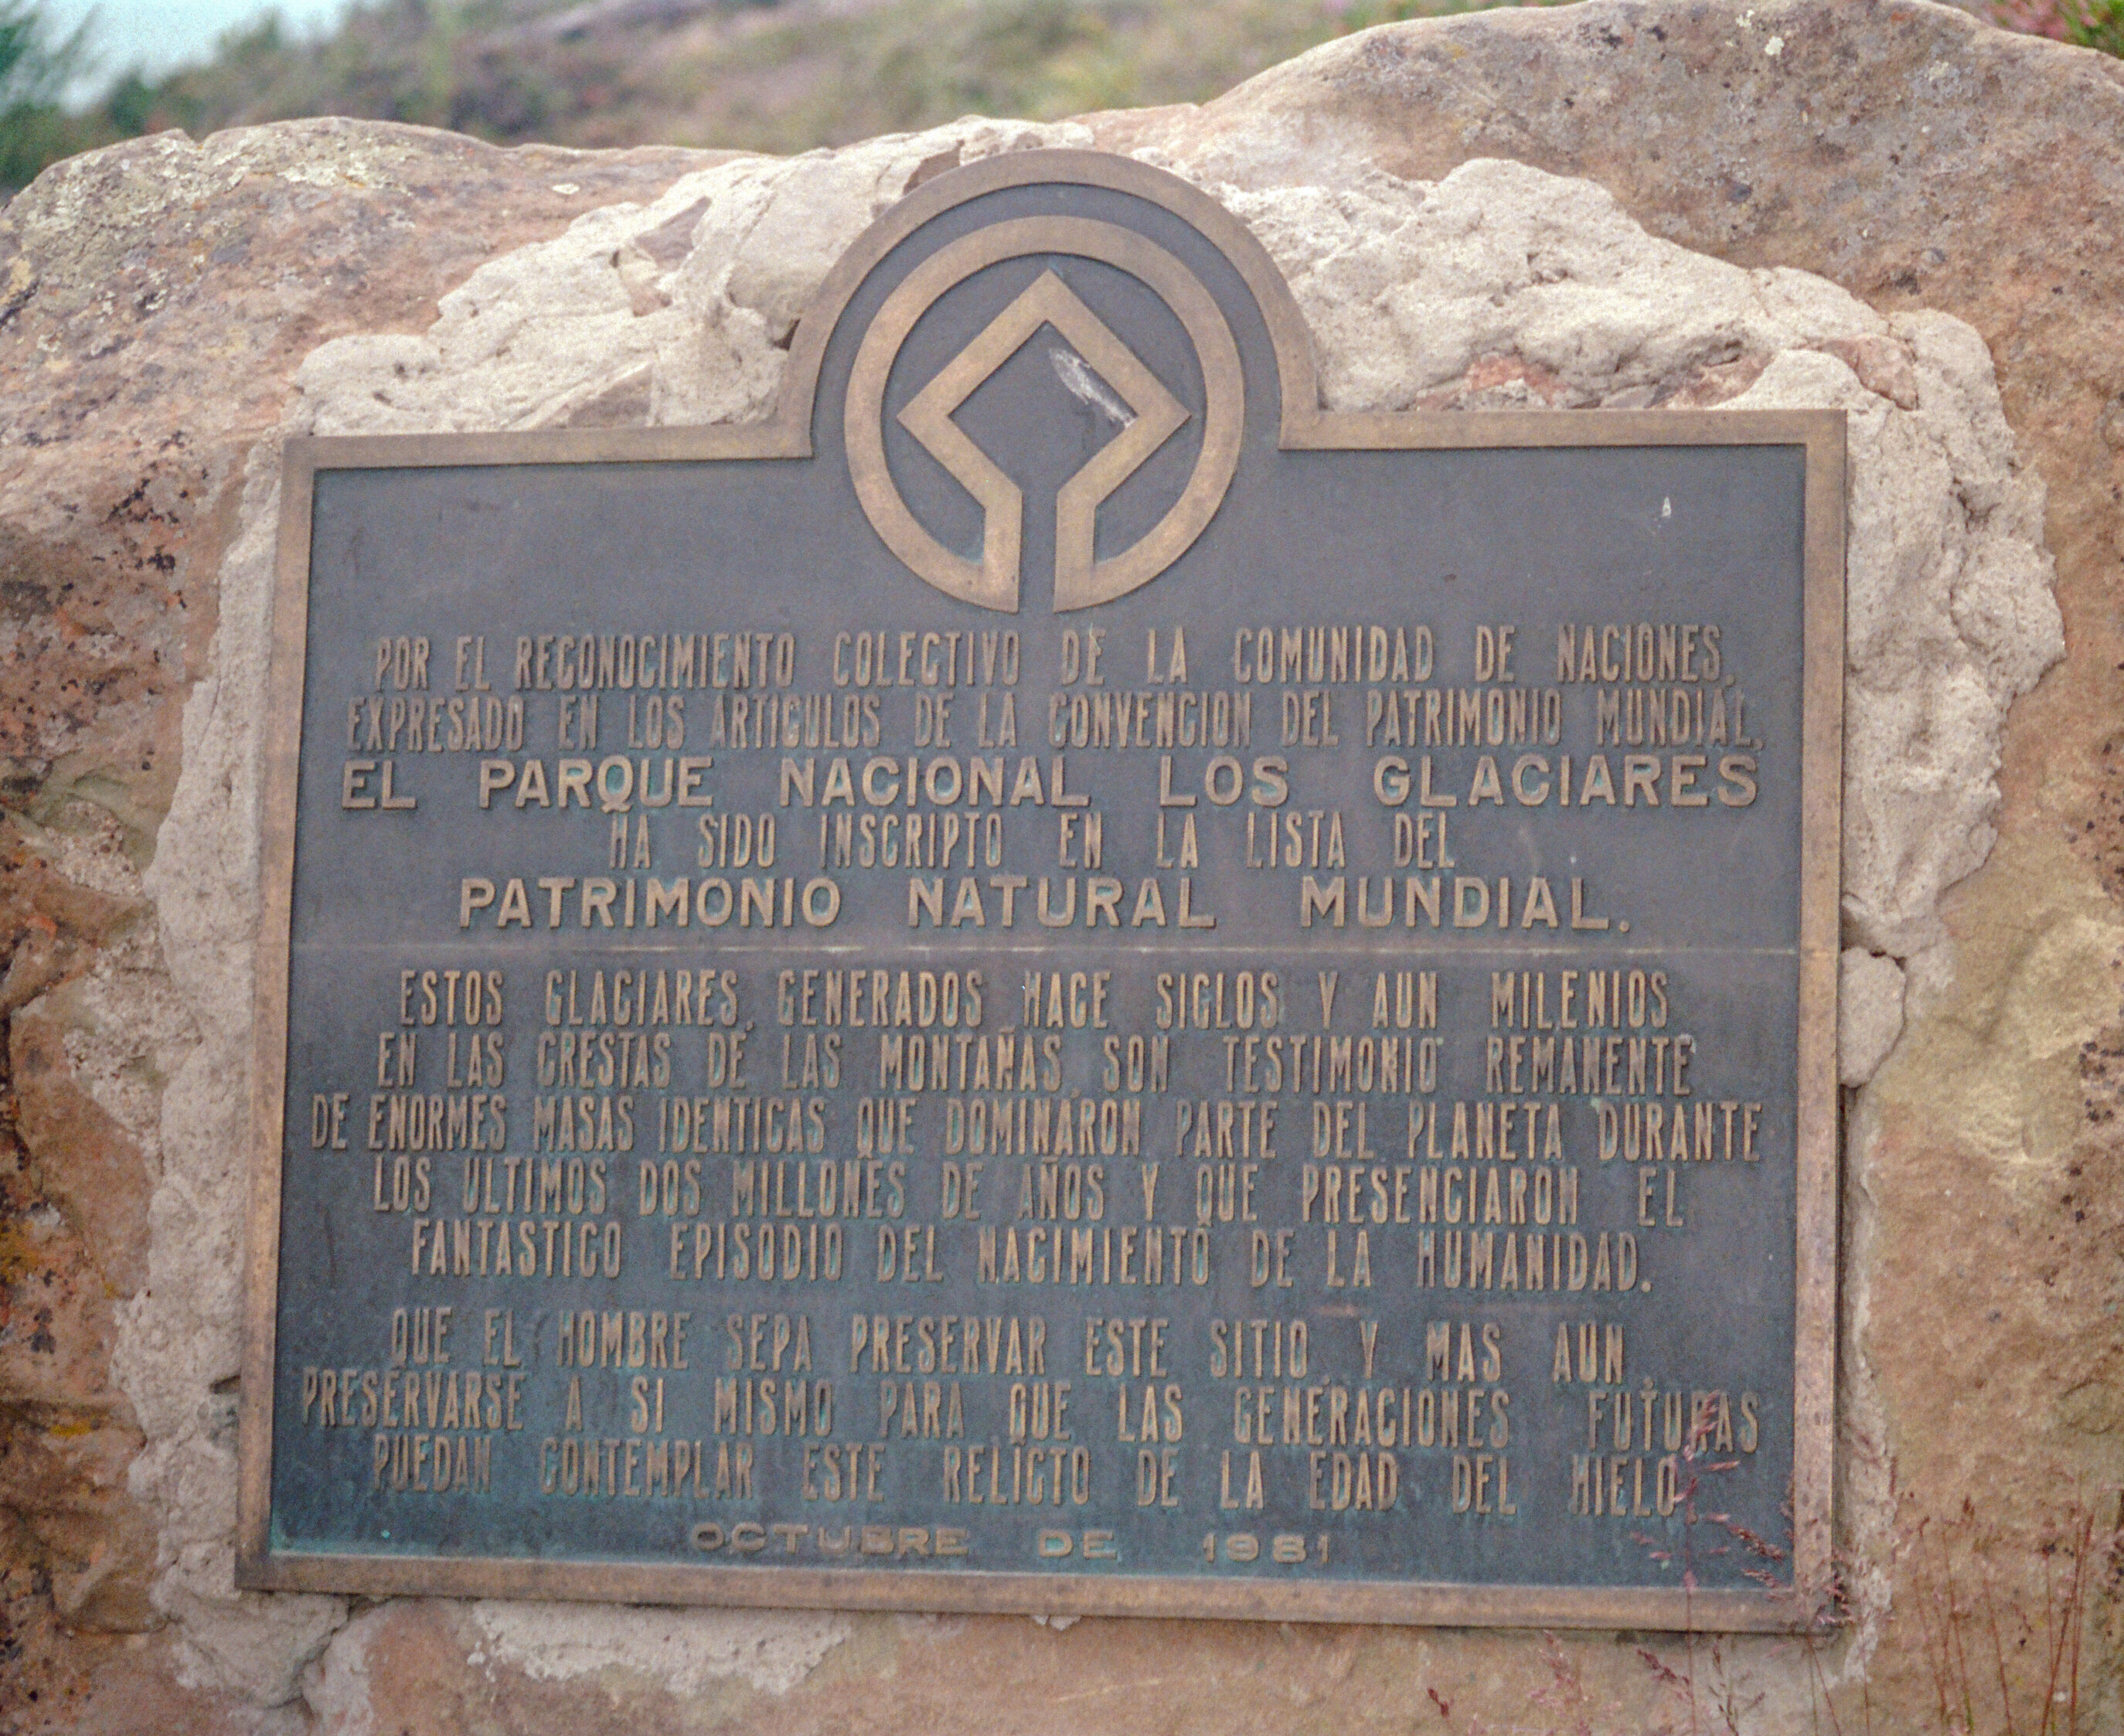 POR EL RECONOCIMIENTO COLECTIVO DE LA COMUNIDAD DE NACIONES,
EXPRESADO EN LOS ARTICULOS DE LA CONVENCION DEL PATRIMONIO MUNDIAL,
EL PARQUE NACIONAL LOS GLACIARES
HA SIDO INSCRIPTO EN LA LISTA DEL
PATRIMONIO NATURAL MUNDIAL.
ESTOS GLACIARES, GENERADOS HACE SIGLOS Y AUN MILENIOS
EN LAS CRESTAS DE LAS MONTAÑAS, SON TESTIMONIO REMANENTE
DE ENORMES MASAS IDENTICAS QUE DOMINARON PARTE DEL PLANETA DURANTE
LOS ULTIMOS DOS MILLONES DE AÑOS Y QUE PRESENCIARON EL
FANTASTICO EPISODIO DEL NACIMIENTO DE LA HUMANIDAD.
QUE EL HOMBRE SEPA PRESERVAR ESTE SITIO, Y MAS AUN,
PRESERVARSE A SI MISMO PARA QUE LAS GENERACIONES FUTURAS
PUEDAN CONTEMPLAR ESTE RELICTO DE LA EDAD DEL HIELO
OCTUBRE DE 1981